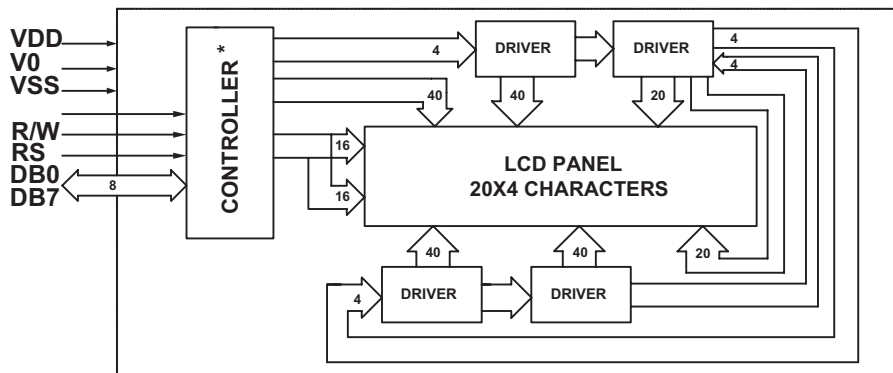 VDD
V0
VSS
R/W
RS
DB0
DB7
8
CONTROLLER *
4
DRIVER
DRIVER
4
4
40
40
20
16
16
LCD PANEL
20X4 CHARACTERS
40
40
20
4
DRIVER
DRIVER